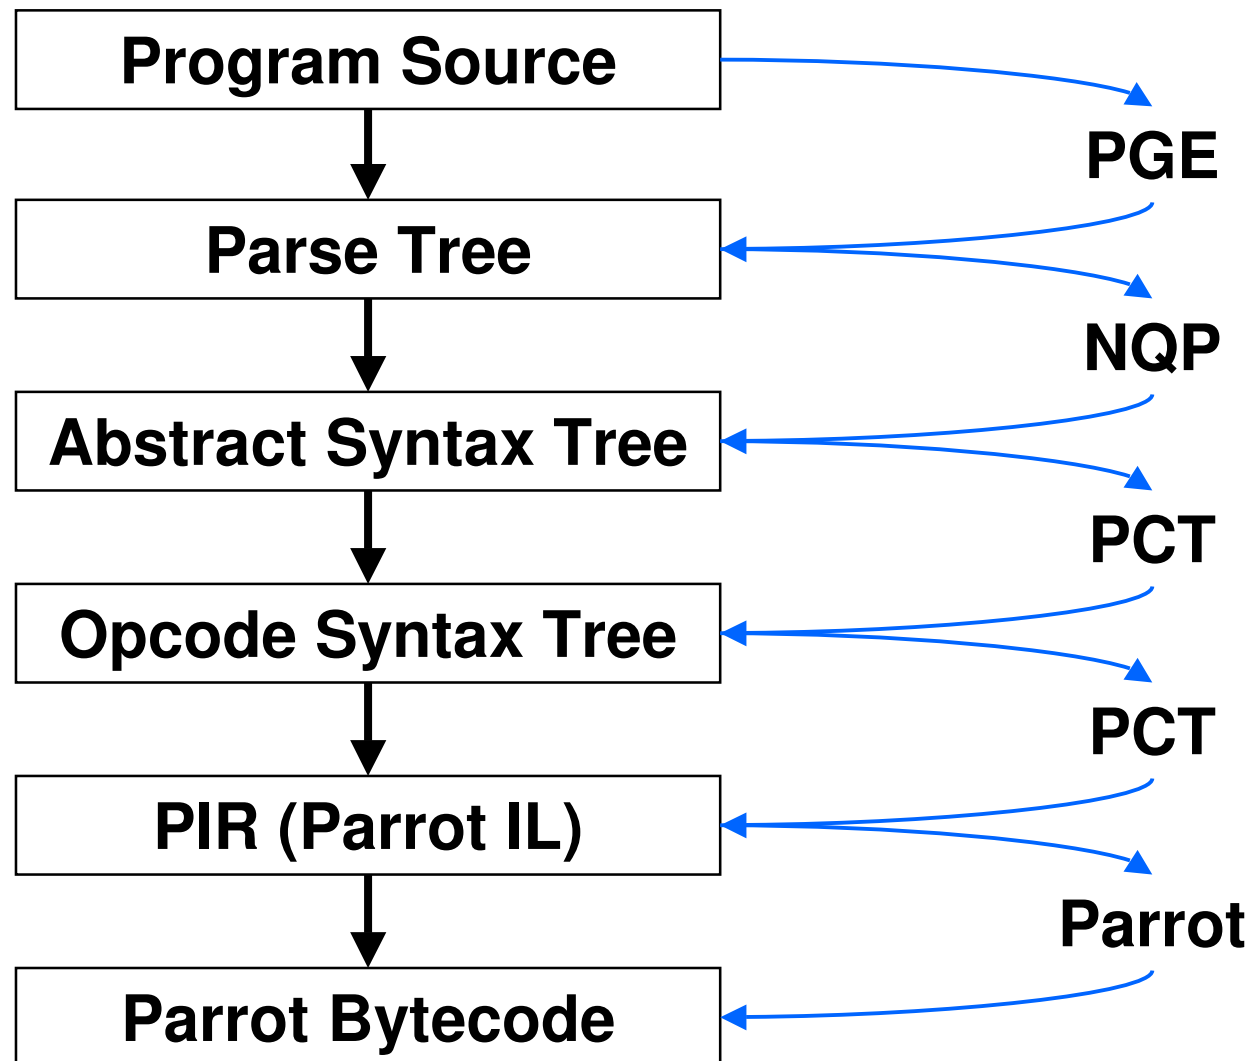 Program Source
PGE
Parse Tree
NQP
Abstract Syntax Tree
PCT
Opcode Syntax Tree
PCT
PIR (Parrot IL)
Parrot
Parrot Bytecode